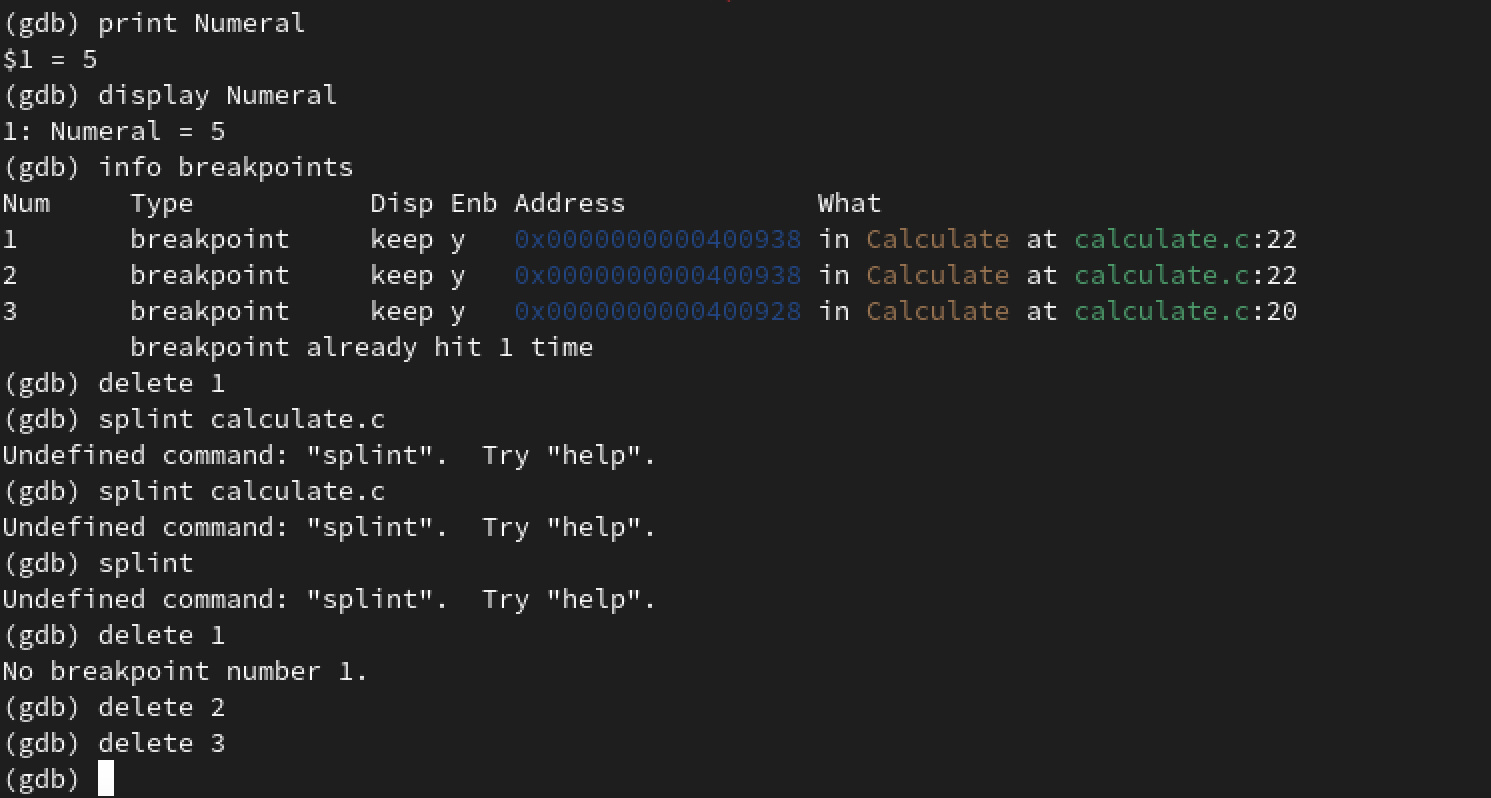 (gdb) print Numeral
$1 = 5
(gdb) display Numeral
1: Numeral = 5
(gdb) info breakpoints
Num     Type           Disp Enb Address            What
1       breakpoint     keep y   0x0000000000400938 in Calculate at calculate.c:22
2       breakpoint     keep y   0x0000000000400938 in Calculate at calculate.c:22
3       breakpoint     keep y   0x0000000000400928 in Calculate at calculate.c:20
        breakpoint already hit 1 time
(gdb) delete 1
(gdb) splint calculate.c
Undefined command: "splint".  Try "help".
(gdb) splint calculate.c
Undefined command: "splint".  Try "help".
(gdb) splint
Undefined command: "splint".  Try "help".
(gdb) delete 1
No breakpoint number 1.
(gdb) delete 2
(gdb) delete 3
(gdb)